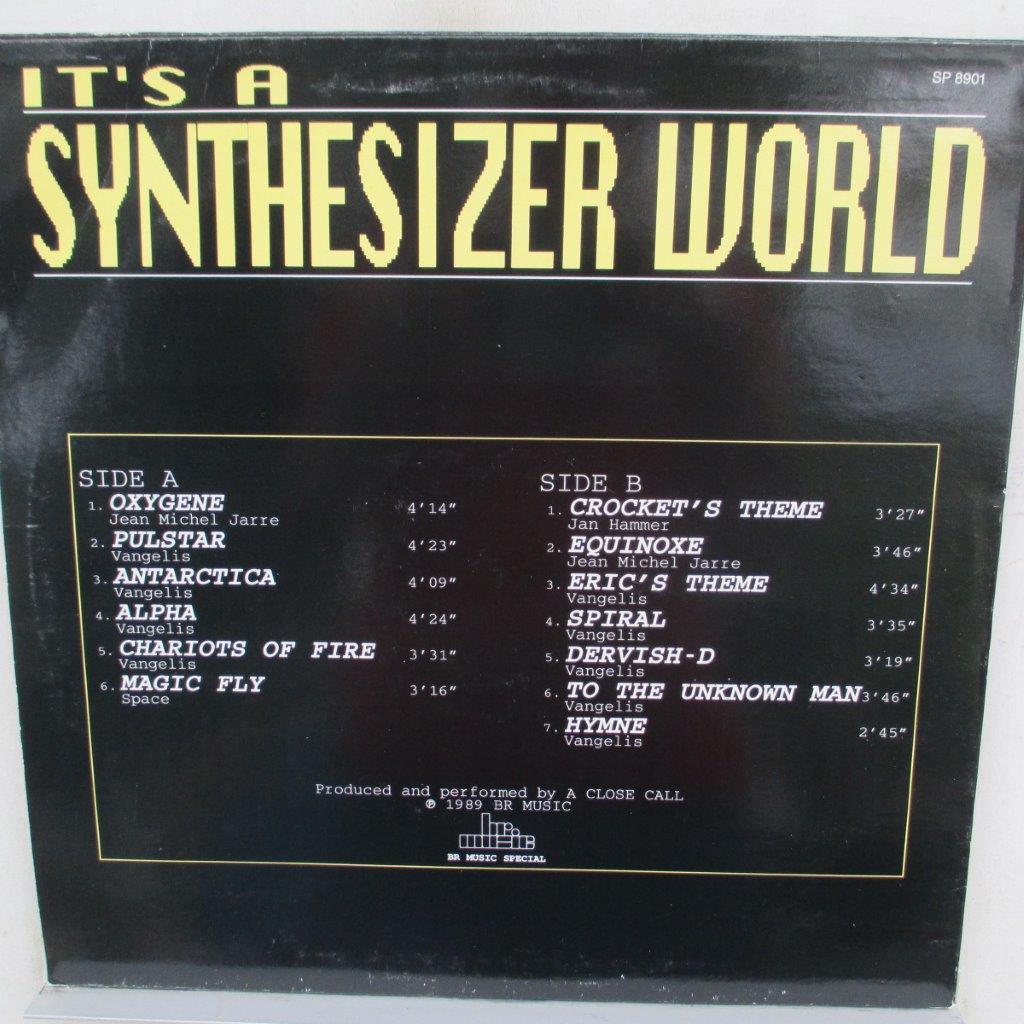 IT'S A
SP 8901
SYNTHESIZER WORLD
SIDE A
1. OXYGENE 4'14"
Jean Michel Jarre
2. PULSTAR 4'23"
Vangelis
3. ANTARCTICA 4'09"
Vangelis
4. ALPHA 4'24"
Vangelis
5. CHARIOTS OF FIRE 3'31"
Vangelis
6. MAGIC FLY 3'16"
Space
SIDE B
1. CROCKET'S THEME 3'27"
Jan Hammer
2. EQUINOXE 3'46"
Jean Michel Jarre
3. ERIC'S THEME 4'34"
Vangelis
4. SPIRAL 3'35"
Vangelis
5. DERVISH-D 3'19"
Vangelis
6. TO THE UNKNOWN MAN 3'46"
Vangelis
7. HYMNE 2'45"
Vangelis
Produced and performed by A CLOSE CALL
℗ 1989 BR MUSIC
br music
BR MUSIC SPECIAL